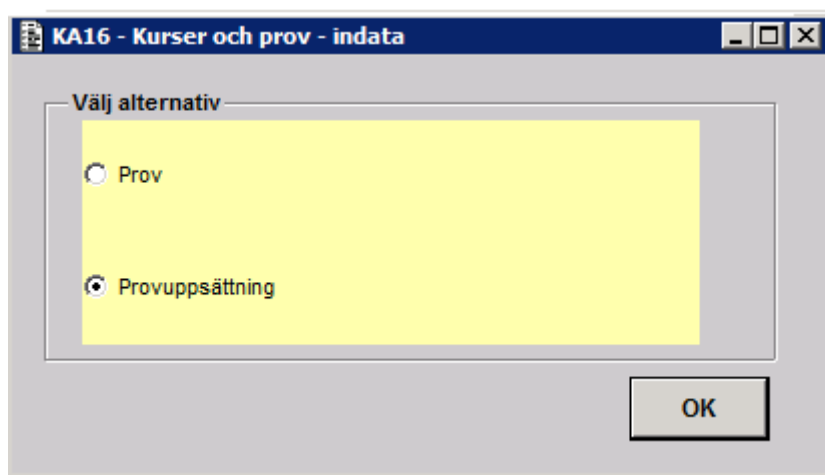 KA16 - Kurser och prov - indata
Välj alternativ
Prov
Provuppsättning
OK